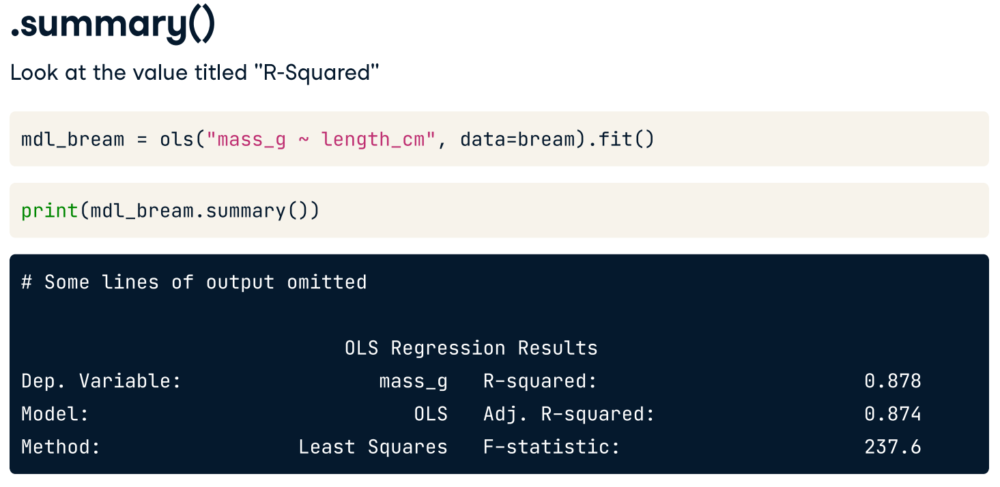 .summary()
Look at the value titled "R-Squared"
mdl_bream = ols("mass_g ~ length_cm", data=bream).fit()
print(mdl_bream.summary())
# Some lines of output omitted
OLS Regression Results
Dep. Variable: mass_g R-squared: 0.878
Model: OLS Adj. R-squared: 0.874
Method: Least Squares F-statistic: 237.6